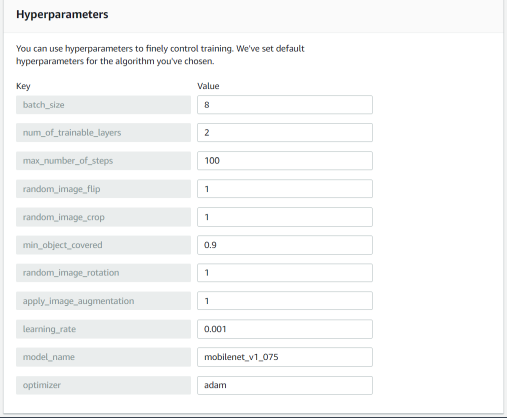 Hyperparameters
You can use hyperparameters to finely control training. We've set default
hyperparameters for the algorithm you've chosen.
Key Value
batch_size 8
num_of_trainable_layers 2
max_number_of_steps 100
random_image_flip 1
random_image_crop 1
min_object_covered 0.9
random_image_rotation 1
apply_image_augmentation 1
learning_rate 0.001
model_name mobilenet_v1_075
optimizer adam